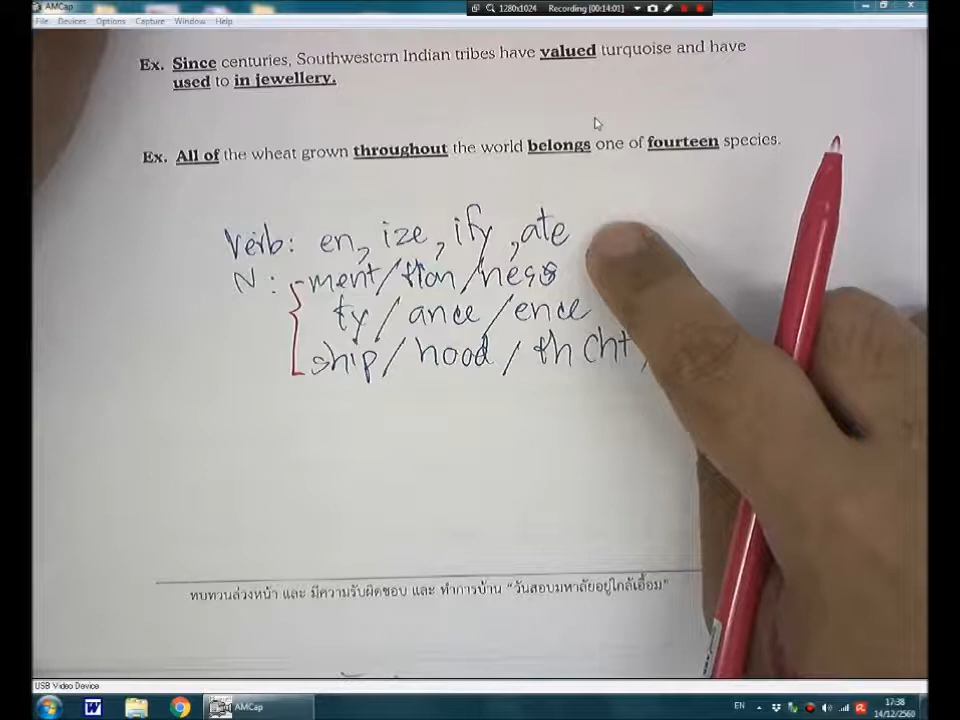 AMCap
1280x1024 Recording [00:14:01]
File Devices Options Capture Window Help
Ex. Since centuries, Southwestern Indian tribes have valued turquoise and have
used to in jewellery.
Ex. All of the wheat grown throughout the world belongs one of fourteen species.
Verb: en, ize, ify, ate
N : -ment/tion/ness
ty/ance/ence
ship/hood/th
ทบทวนล่วงหน้า และ มีความรับผิดชอบ และ ทำการบ้าน "วันสอบมหาลัยอยู่ใกล้เอื้อม"
USB Video Device
AMCap
EN
17:38
14/12/2560